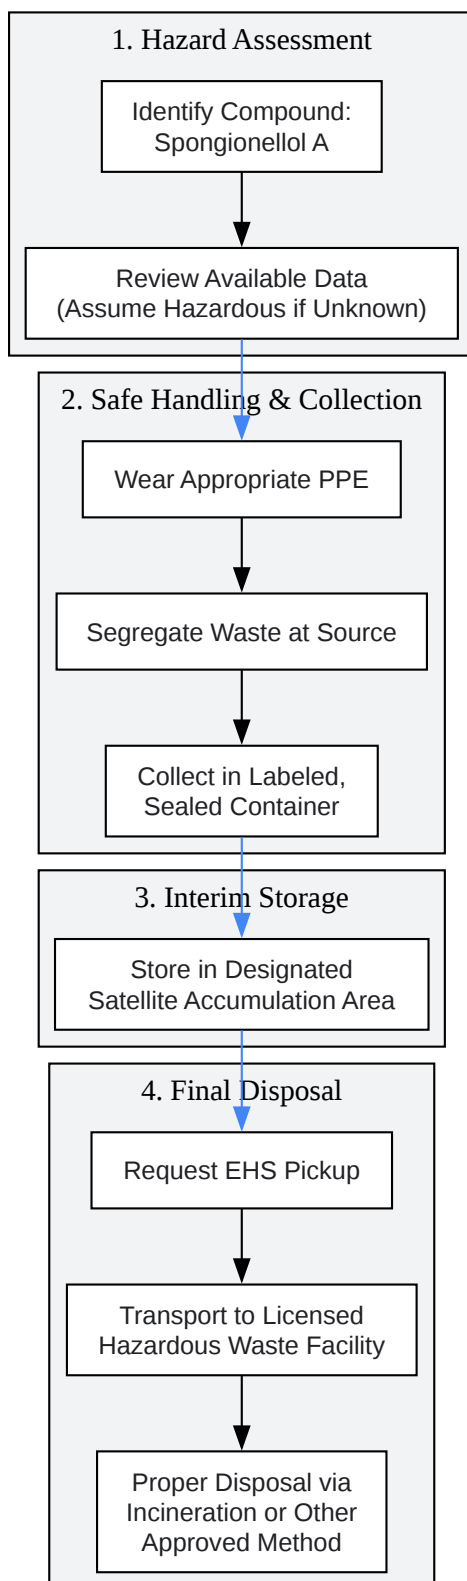 1. Hazard Assessment
Identify Compound:
Spongionellol A
Review Available Data
(Assume Hazardous if Unknown)
2. Safe Handling & Collection
Wear Appropriate PPE
Segregate Waste at Source
Collect in Labeled,
Sealed Container
3. Interim Storage
Store in Designated
Satellite Accumulation Area
4. Final Disposal
Request EHS Pickup
Transport to Licensed
Hazardous Waste Facility
Proper Disposal via
Incineration or Other
Approved Method